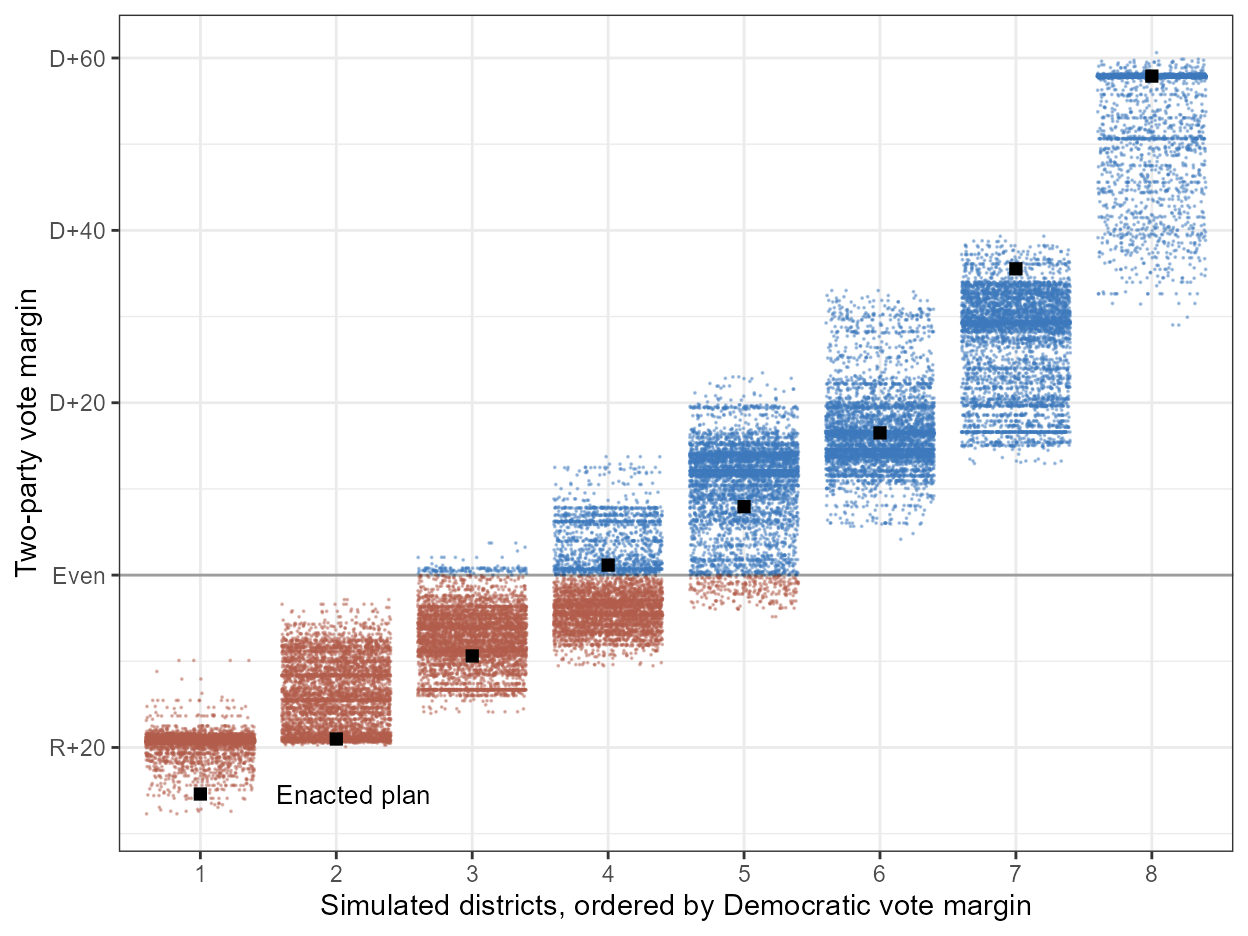 D+60
D+40
D+20
Even
R+20
Two-party vote margin
Enacted plan
1 2 3 4 5 6 7 8
Simulated districts, ordered by Democratic vote margin